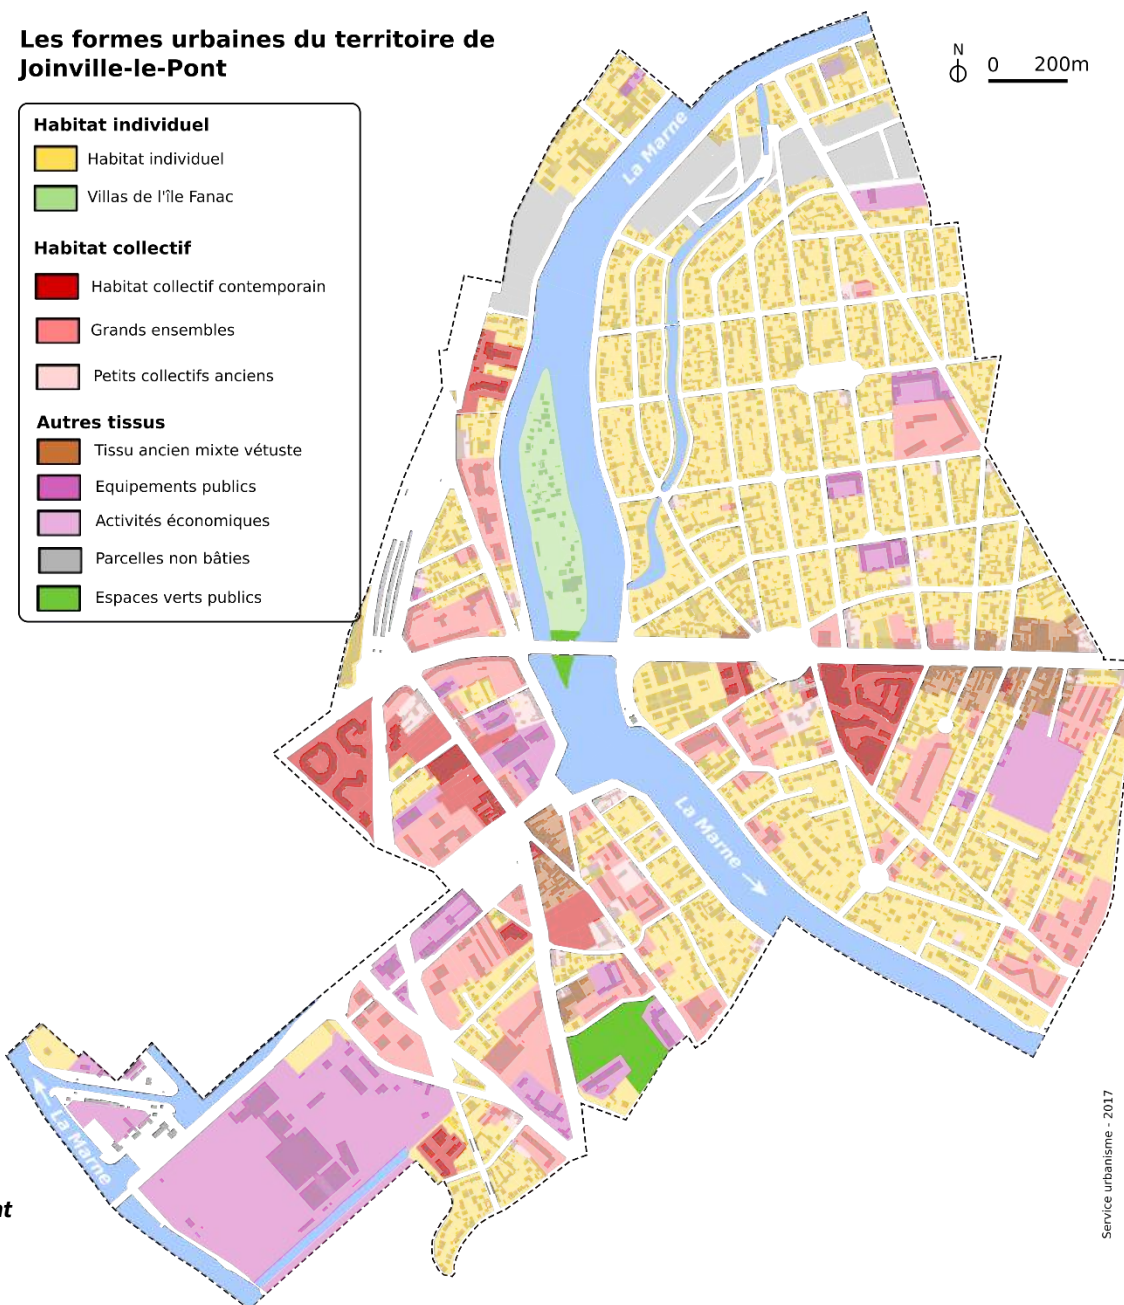 Les formes urbaines du territoire de
Joinville-le-Pont
N
0 200m
Habitat individuel
Habitat individuel
Villas de l'île Fanac
Habitat collectif
Habitat collectif contemporain
Grands ensembles
Petits collectifs anciens
Autres tissus
Tissu ancien mixte vétuste
Equipements publics
Activités économiques
Parcelles non bâties
Espaces verts publics
La Marne
La Marne
La Marne
Service urbanisme - 2017